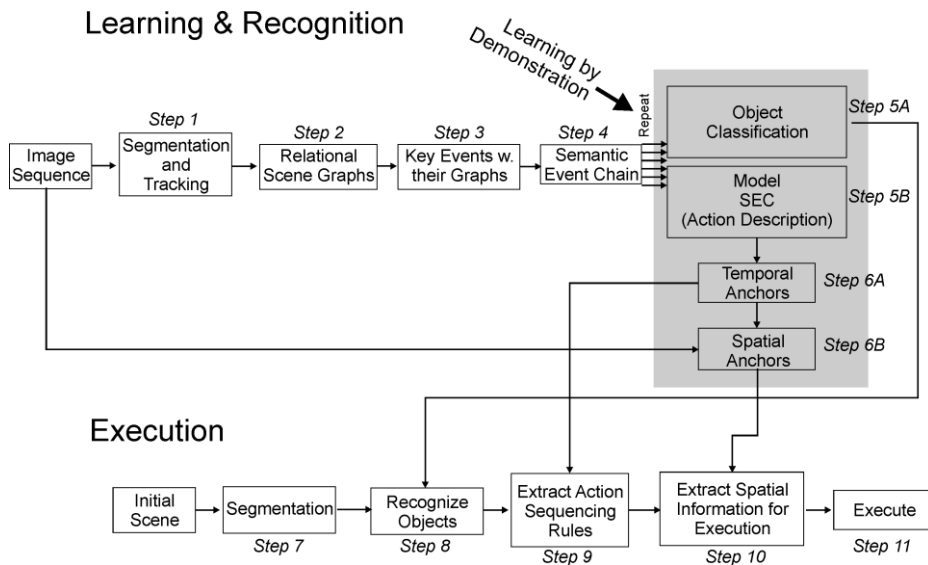 Learning & Recognition
Learning by
Demonstration
Repeat
Step 1
Step 2
Step 3
Step 4
Image
Sequence
Segmentation
and
Tracking
Relational
Scene Graphs
Key Events w.
their Graphs
Semantic
Event Chain
Object
Classification
Step 5A
Model
SEC
(Action Description)
Step 5B
Temporal
Anchors
Step 6A
Spatial
Anchors
Step 6B
Execution
Initial
Scene
Segmentation
Step 7
Recognize
Objects
Step 8
Extract Action
Sequencing
Rules
Step 9
Extract Spatial
Information for
Execution
Step 10
Execute
Step 11